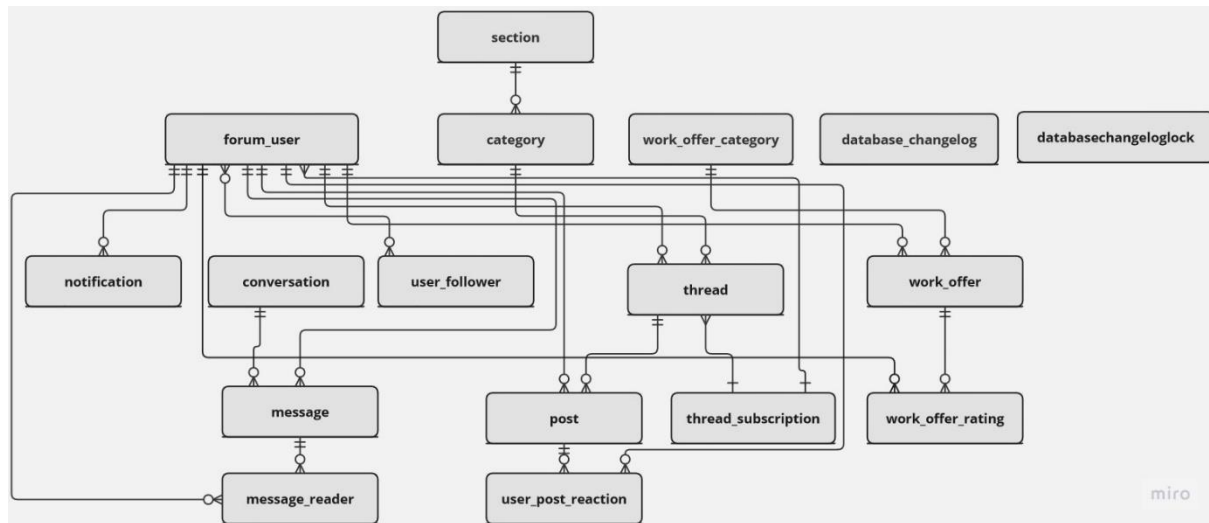 section
forum_user
category
work_offer_category
database_changelog
databasechangeloglock
notification
conversation
user_follower
thread
work_offer
message
post
thread_subscription
work_offer_rating
message_reader
user_post_reaction
miro